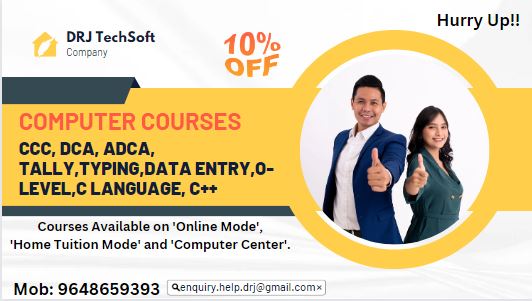 DRJ TechSoft
Company
10%
OFF
Hurry Up!!
COMPUTER COURSES
CCC, DCA, ADCA,
TALLY,TYPING,DATA ENTRY,O-
LEVEL,C LANGUAGE, C++
Courses Available on 'Online Mode',
'Home Tuition Mode' and 'Computer Center'.
Mob: 9648659393
enquiry.help.drj@gmail.com×